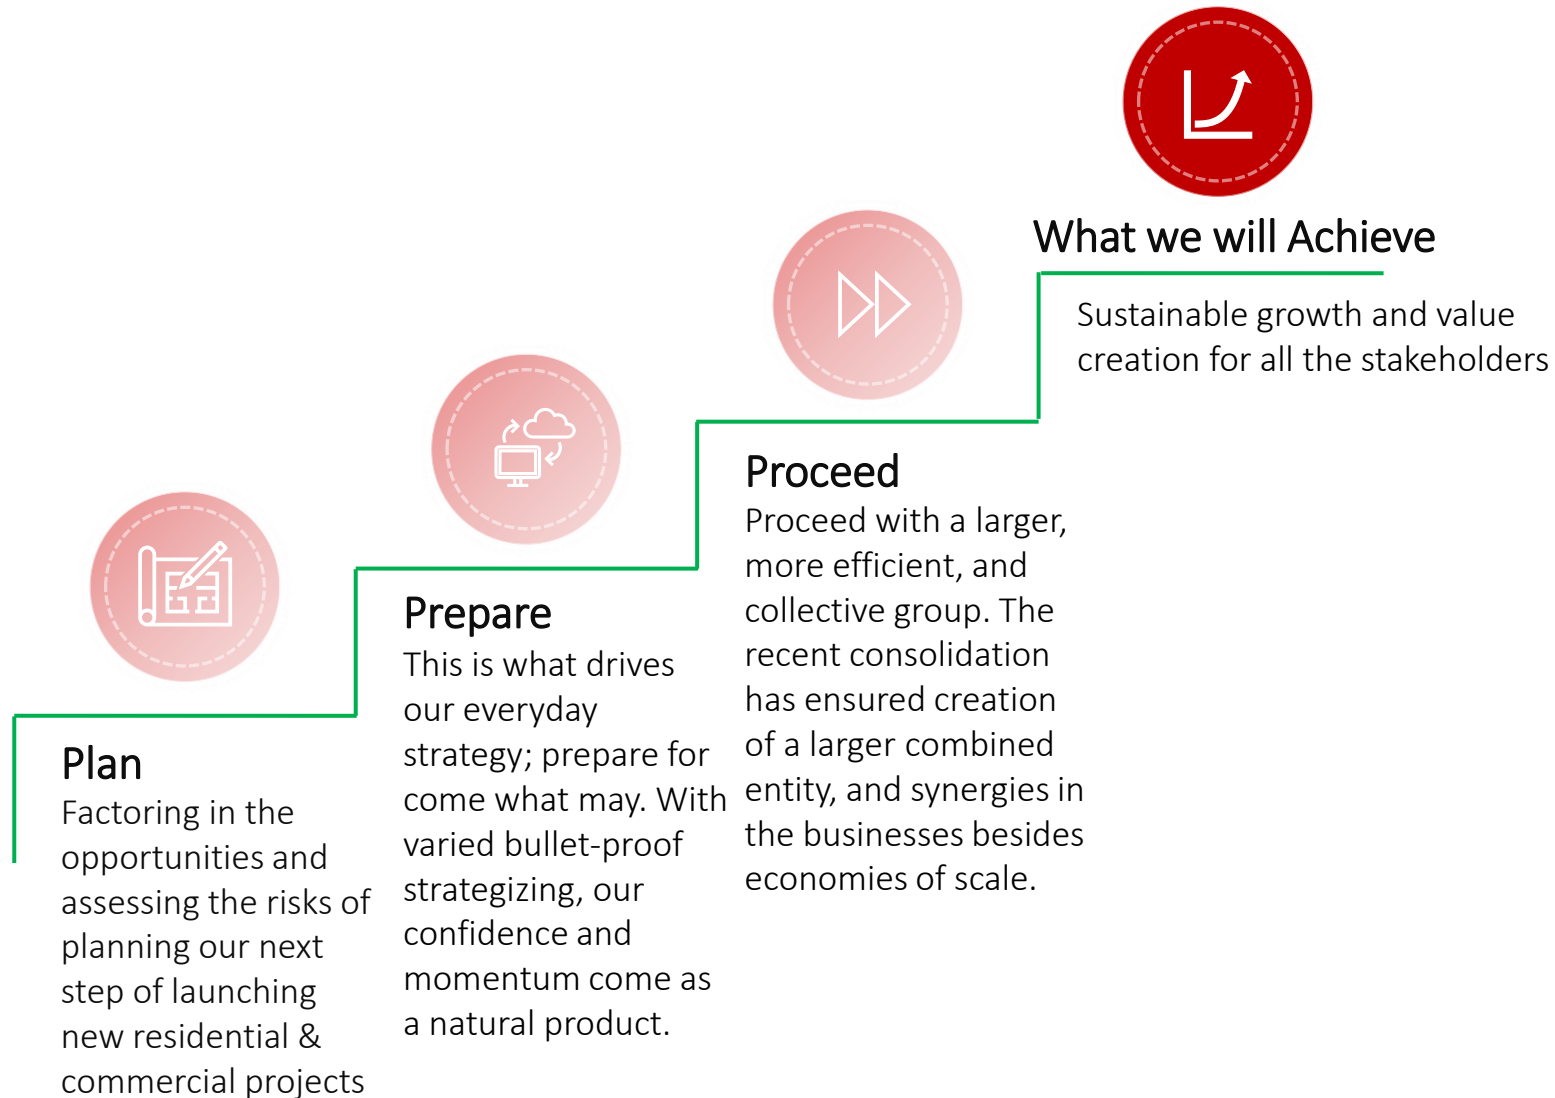 Plan
Factoring in the
opportunities and
assessing the risks of
planning our next
step of launching
new residential &
commercial projects
Prepare
This is what drives
our everyday
strategy; prepare for
come what may. With
varied bullet-proof
strategizing, our
confidence and
momentum come as
a natural product.
Proceed
Proceed with a larger,
more efficient, and
collective group. The
recent consolidation
has ensured creation
of a larger combined
entity, and synergies in
the businesses besides
economies of scale.
What we will Achieve
Sustainable growth and value
creation for all the stakeholders